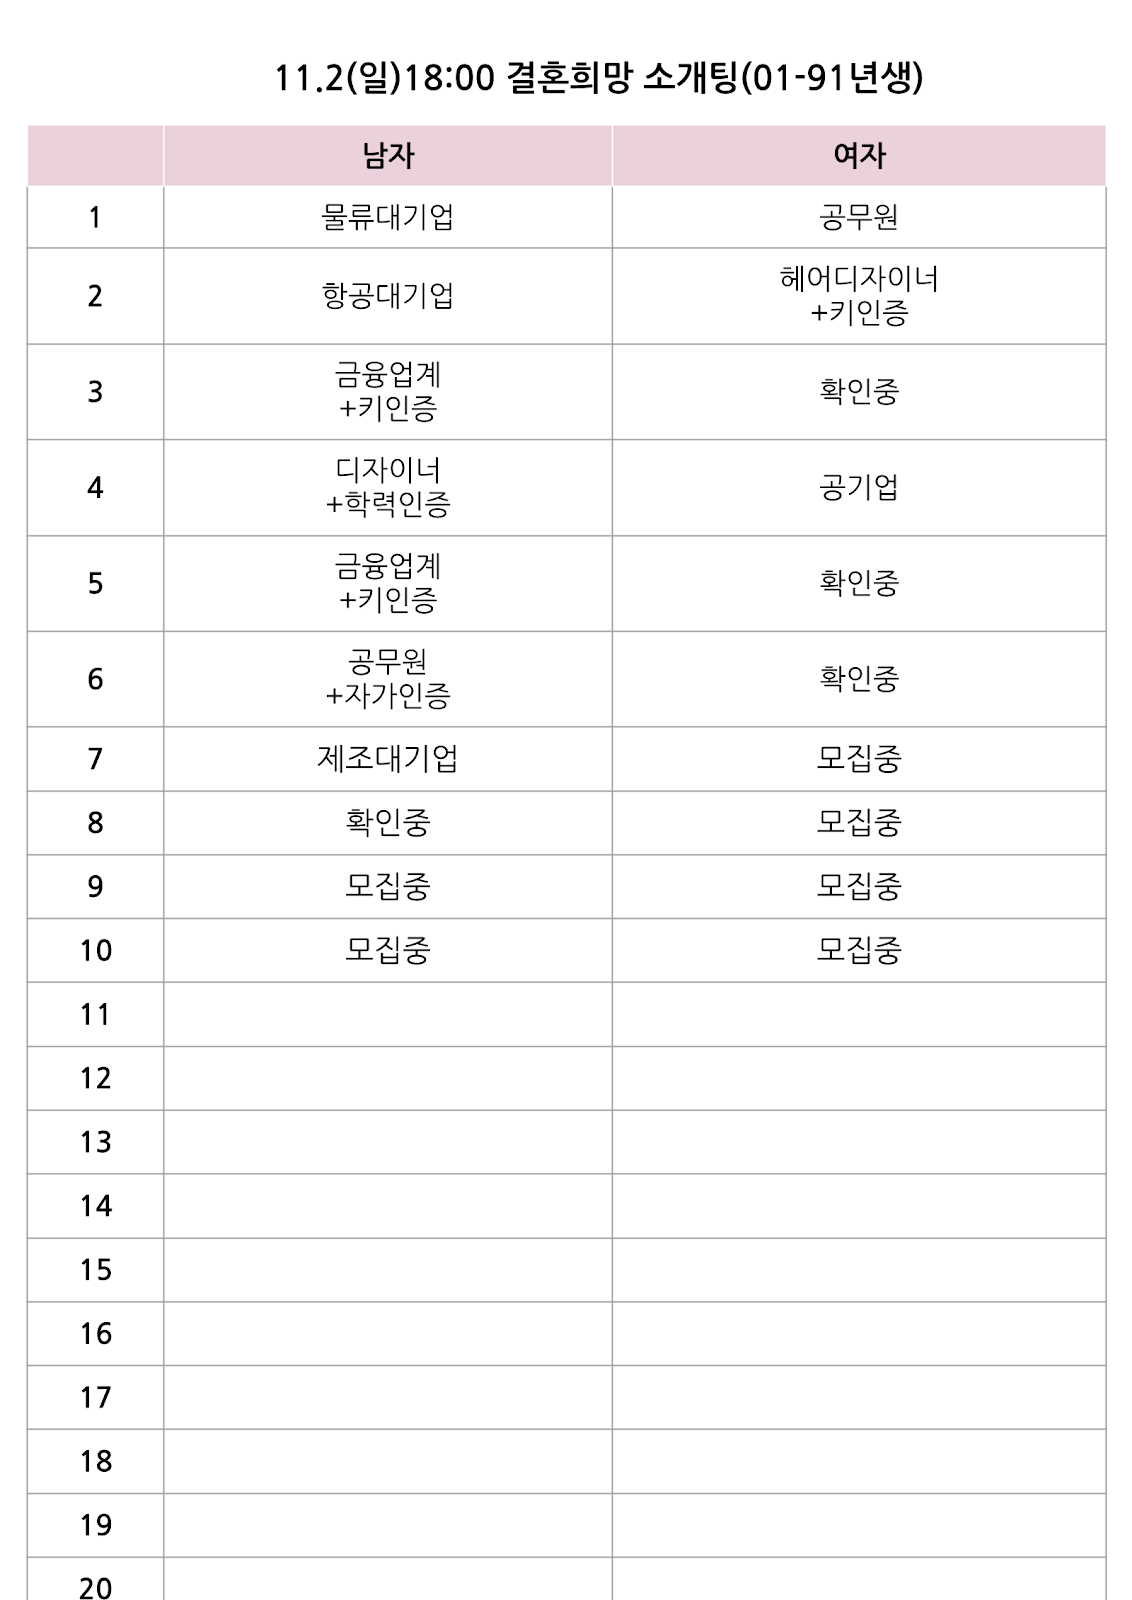 11.2(일)18:00 결혼희망 소개팅(01-91년생)
남자 여자
1 물류대기업 공무원
2 항공대기업 헤어디자이너
+키인증
3 금융업계
+키인증 확인중
4 디자이너
+학력인증 공기업
5 금융업계
+키인증 확인중
6 공무원
+자가인증 확인중
7 제조대기업 모집중
8 확인중 모집중
9 모집중 모집중
10 모집중 모집중
11
12
13
14
15
16
17
18
19
20